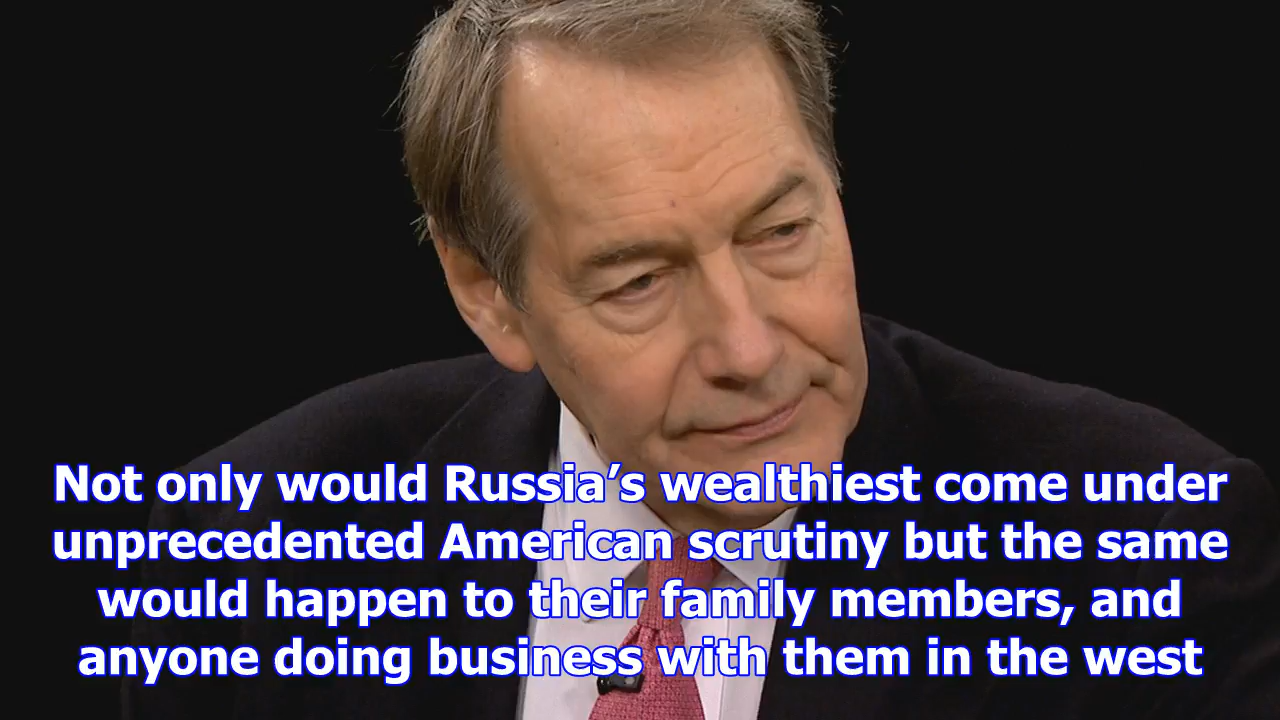 Not only would Russia’s wealthiest come under
unprecedented American scrutiny but the same
would happen to their family members, and
anyone doing business with them in the west